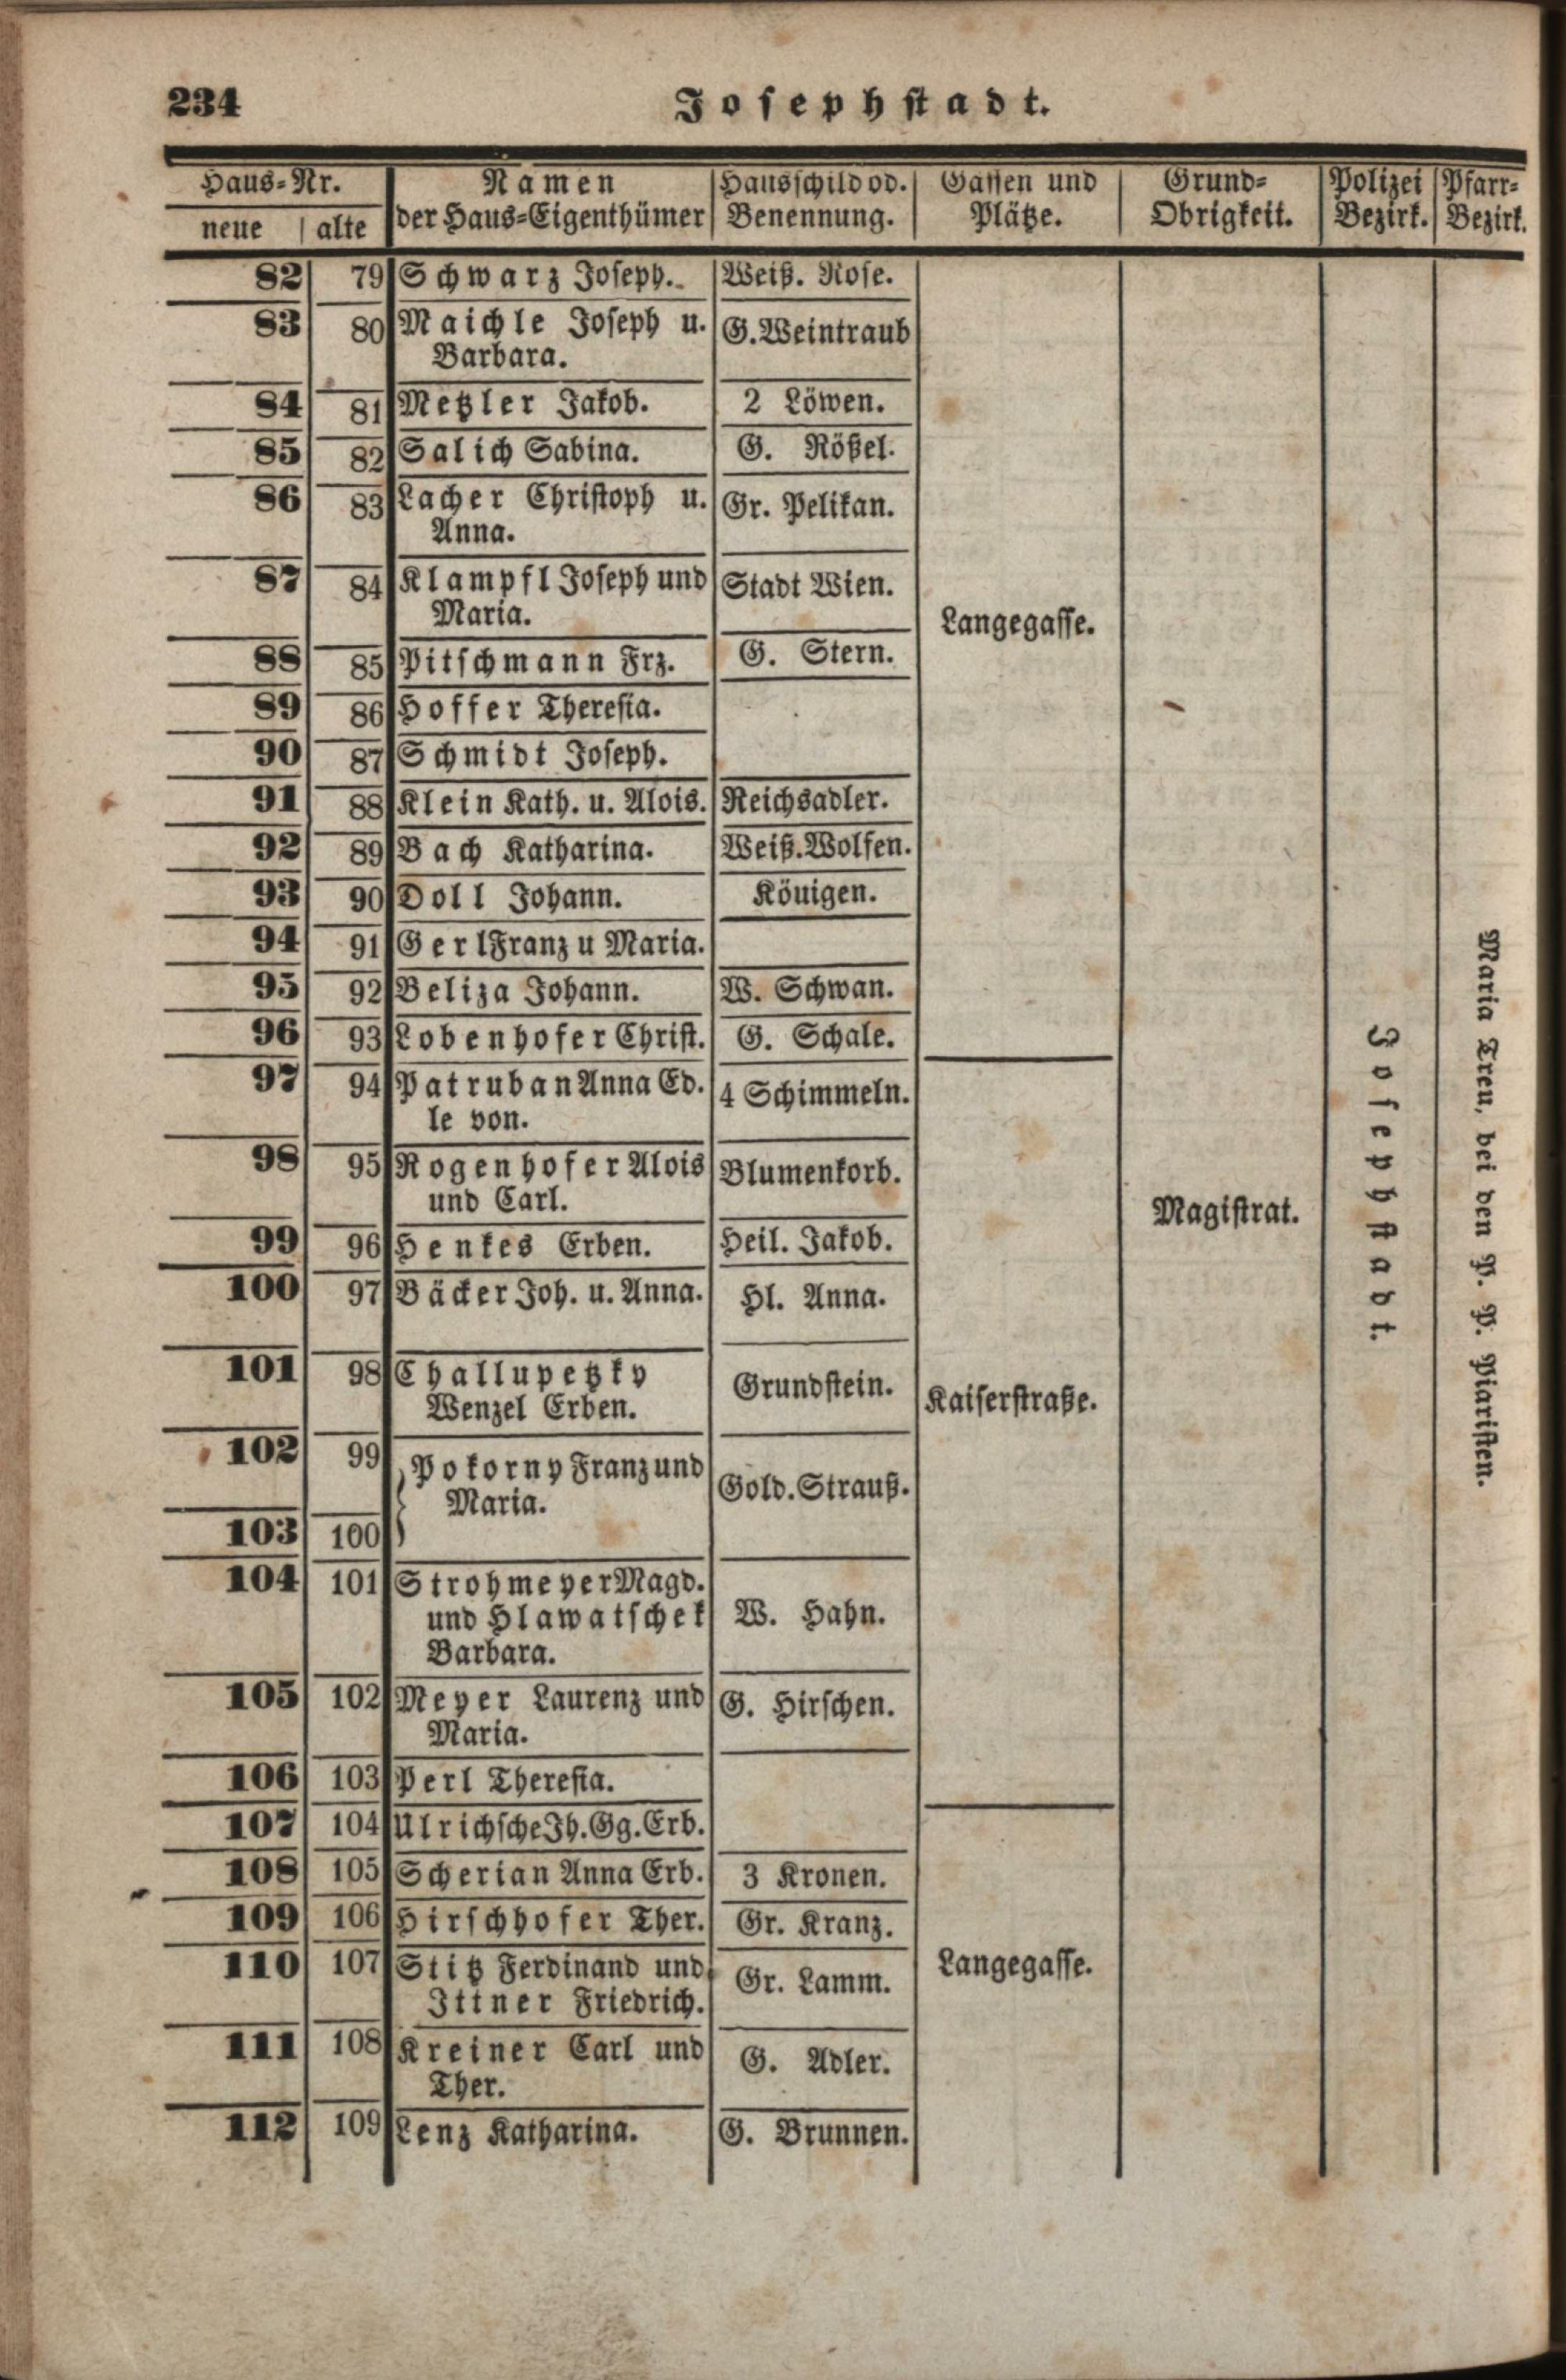 234
Josephstadt.
Haus-Nr. Namen Hausschild od. Gassen und Grund- Polizei Pfarr-
neue alte der Haus-Eigenthümer Benennung. Plätze. Obrigkeit. Bezirk. Bezirk.
82 79 Schwarz Joseph. Weiß. Rose.
83 80 Maichle Joseph u. G. Weintraub
Barbara.
84 81 Metzler Jakob. 2 Löwen.
85 82 Salich Sabina. G. Rößel.
86 83 Lacher Christoph u. Gr. Pelikan.
Anna.
87 84 Klampfl Joseph und Stadt Wien.
Maria.
Langegasse.
88 85 Pitschmann Frz. G. Stern.
89 86 Hoffer Theresia.
90 87 Schmidt Joseph.
91 88 Klein Kath. u. Alois. Reichsadler.
92 89 Bach Katharina. Weiß. Wolfen.
93 90 Doll Johann. Köuigen.
94 91 Gerl Franz u Maria.
95 92 Beliza Johann. W. Schwan.
96 93 Lobenhofer Christ. G. Schale.
97 94 Patruban Anna Ed. 4 Schimmeln.
le von.
98 95 Rogenhofer Alois Blumenkorb.
und Carl.
Magistrat.
Josephstadt.
Maria Treu, bei den P. P. Piaristen.
99 96 Henkes Erben. Heil. Jakob.
100 97 Bäcker Joh. u. Anna. Hl. Anna.
101 98 Challupetzky Grundstein.
Wenzel Erben.
Kaiserstraße.
102 99 Pokorny Franz und Gold. Strauß.
Maria.
103 100
104 101 Strohmeyer Magd. W. Hahn.
und Hlawatschek
Barbara.
105 102 Meyer Laurenz und G. Hirschen.
Maria.
106 103 Perl Theresia.
107 104 Ulrichsche Jh. Gg. Erb.
108 105 Scherian Anna Erb. 3 Kronen.
109 106 Hirschhofer Ther. Gr. Kranz.
110 107 Stitz Ferdinand und Gr. Lamm. Langegasse.
Ittner Friedrich.
111 108 Kreiner Carl und G. Adler.
Ther.
112 109 Lenz Katharina. G. Brunnen.